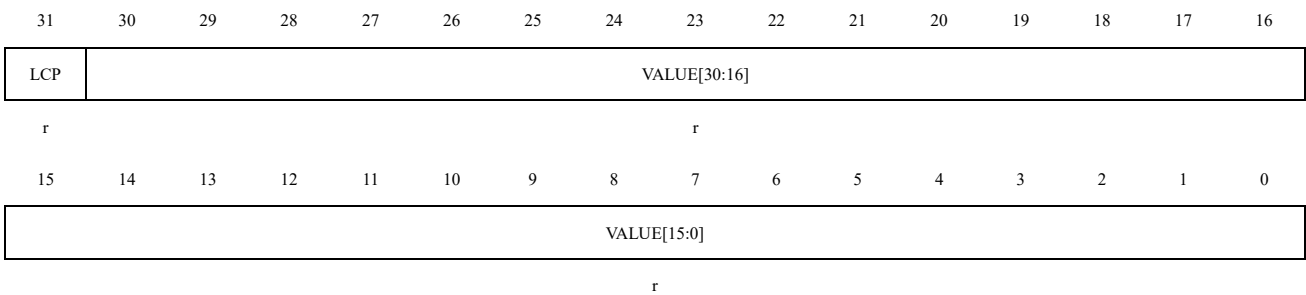 31 30 29 28 27 26 25 24 23 22 21 20 19 18 17 16
LCP VALUE[30:16]
r r
15 14 13 12 11 10 9 8 7 6 5 4 3 2 1 0
VALUE[15:0]
r